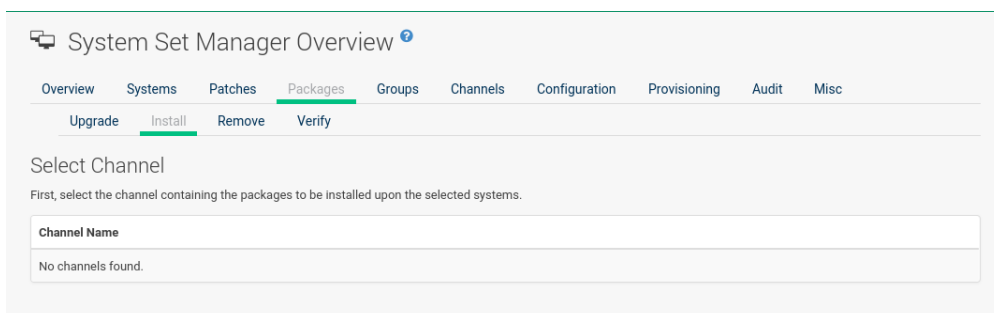 System Set Manager Overview ?
Overview Systems Patches Packages Groups Channels Configuration Provisioning Audit Misc
Upgrade Install Remove Verify
Select Channel
First, select the channel containing the packages to be installed upon the selected systems.
Channel Name
No channels found.